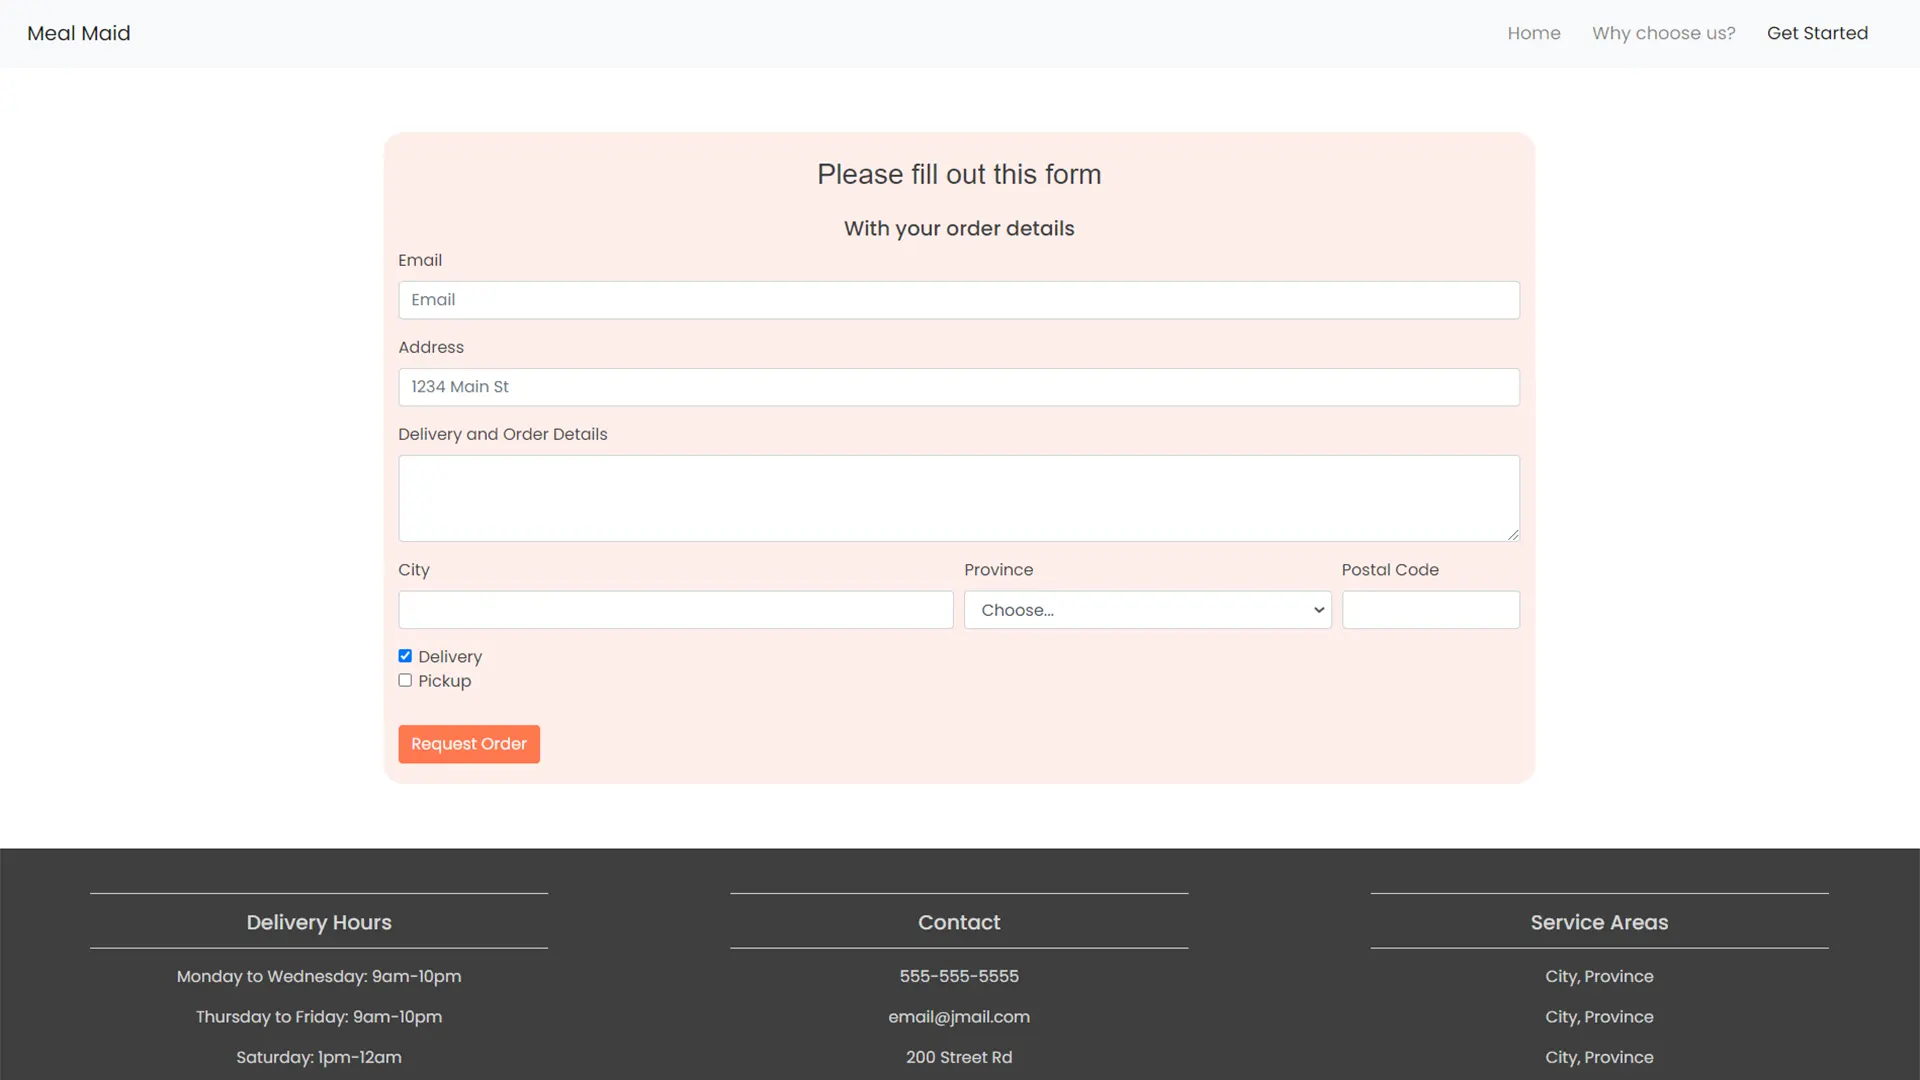 Meal Maid
Home Why choose us? Get Started
Please fill out this form
With your order details
Email
Email
Address
1234 Main St
Delivery and Order Details
City Province Postal Code
Choose...
Delivery
Pickup
Request Order
Delivery Hours
Monday to Wednesday: 9am-10pm
Thursday to Friday: 9am-10pm
Saturday: 1pm-12am
Contact
555-555-5555
email@jmail.com
200 Street Rd
Service Areas
City, Province
City, Province
City, Province